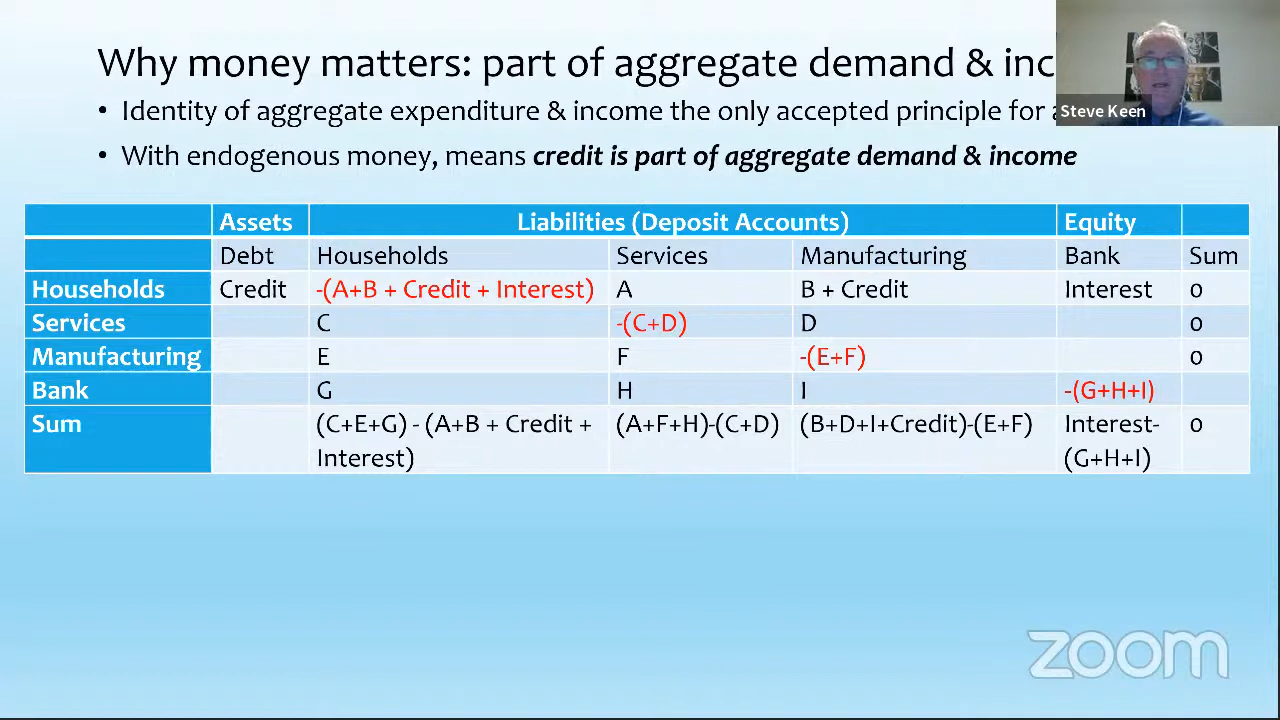 Why money matters: part of aggregate demand & inc
Steve Keen
• Identity of aggregate expenditure & income the only accepted principle for
• With endogenous money, means credit is part of aggregate demand & income
Assets Liabilities (Deposit Accounts) Equity
Debt Households Services Manufacturing Bank Sum
Households Credit -(A+B + Credit + Interest) A B + Credit Interest 0
Services C -(C+D) D 0
Manufacturing E F -(E+F) 0
Bank G H I -(G+H+I)
Sum (C+E+G) - (A+B + Credit + (A+F+H)-(C+D) (B+D+I+Credit)-(E+F) Interest- 0
Interest) (G+H+I)
zoom